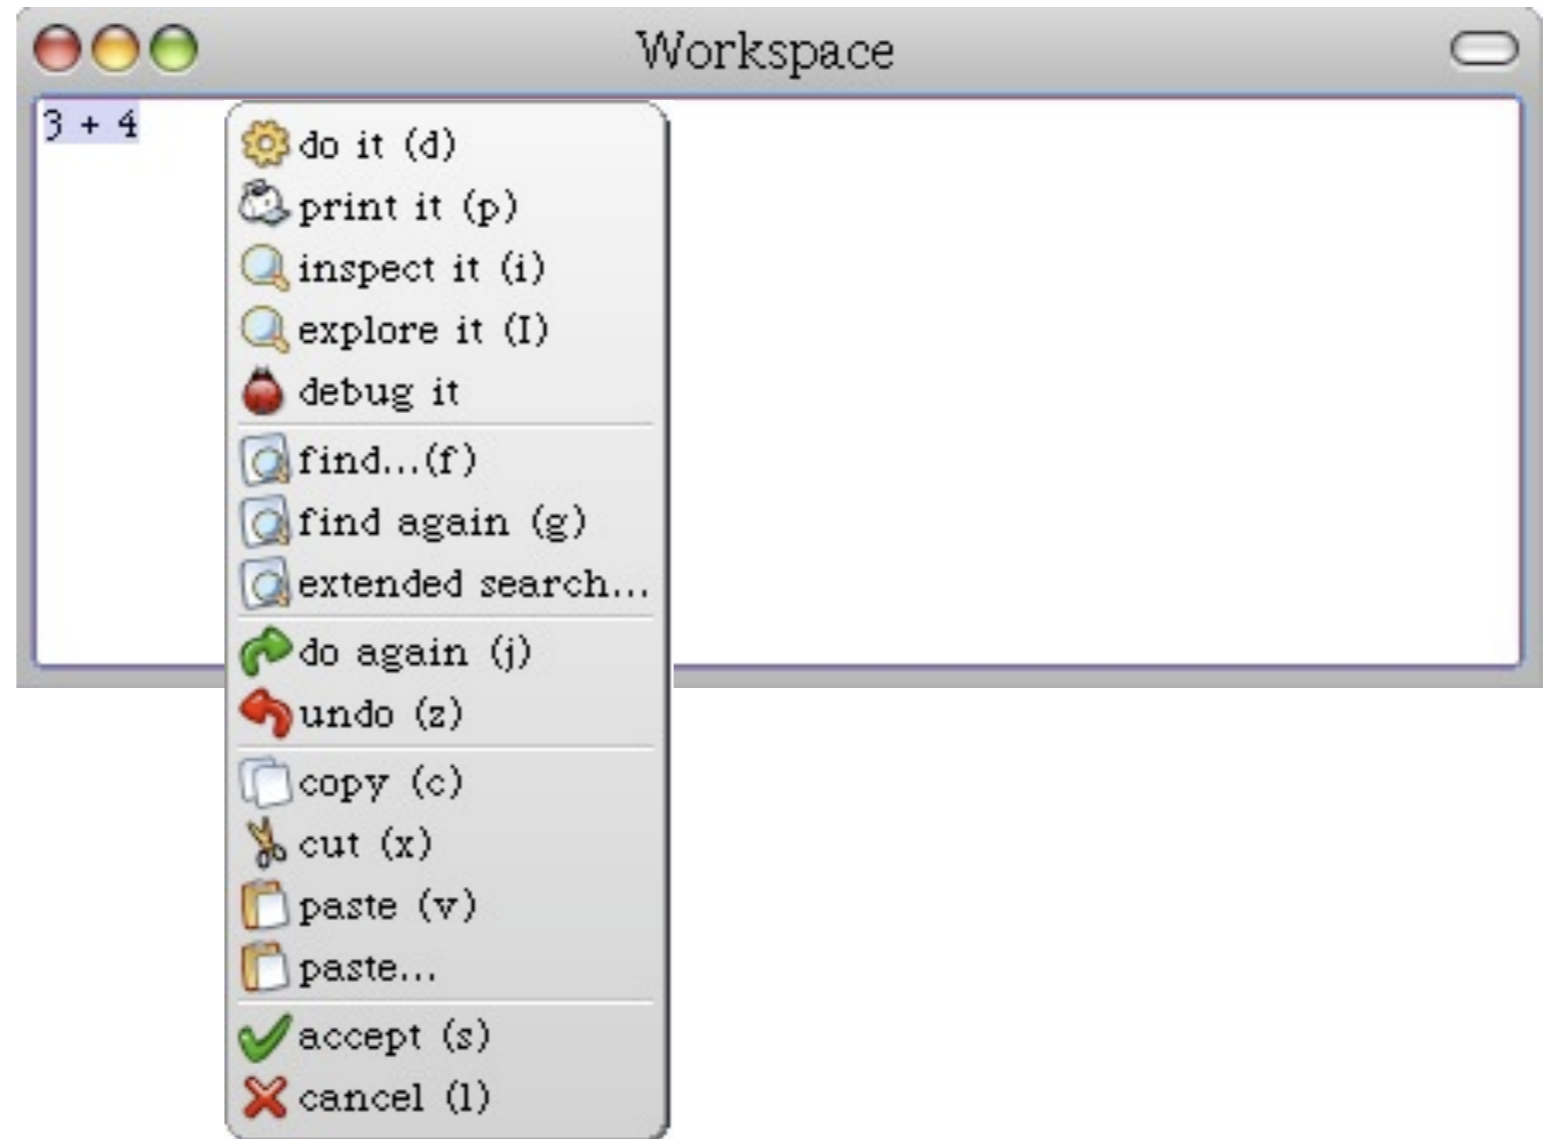 Workspace
3 + 4
do it (d)
print it (p)
inspect it (i)
explore it (I)
debug it
find...(f)
find again (g)
extended search...
do again (j)
undo (z)
copy (c)
cut (x)
paste (v)
paste...
accept (s)
cancel (l)